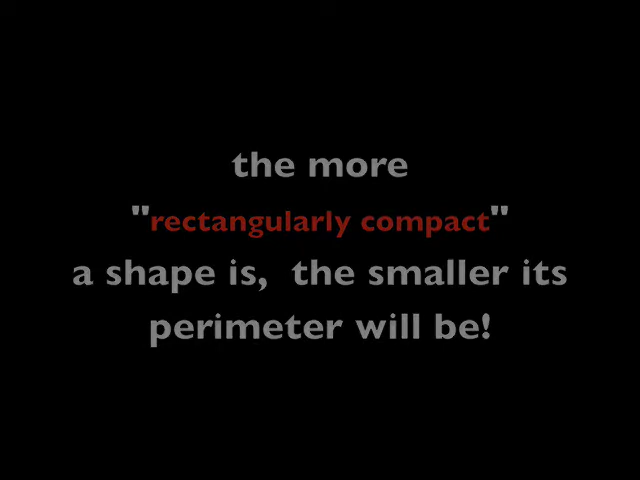 the more
"rectangularly compact"
a shape is,  the smaller its
perimeter will be!